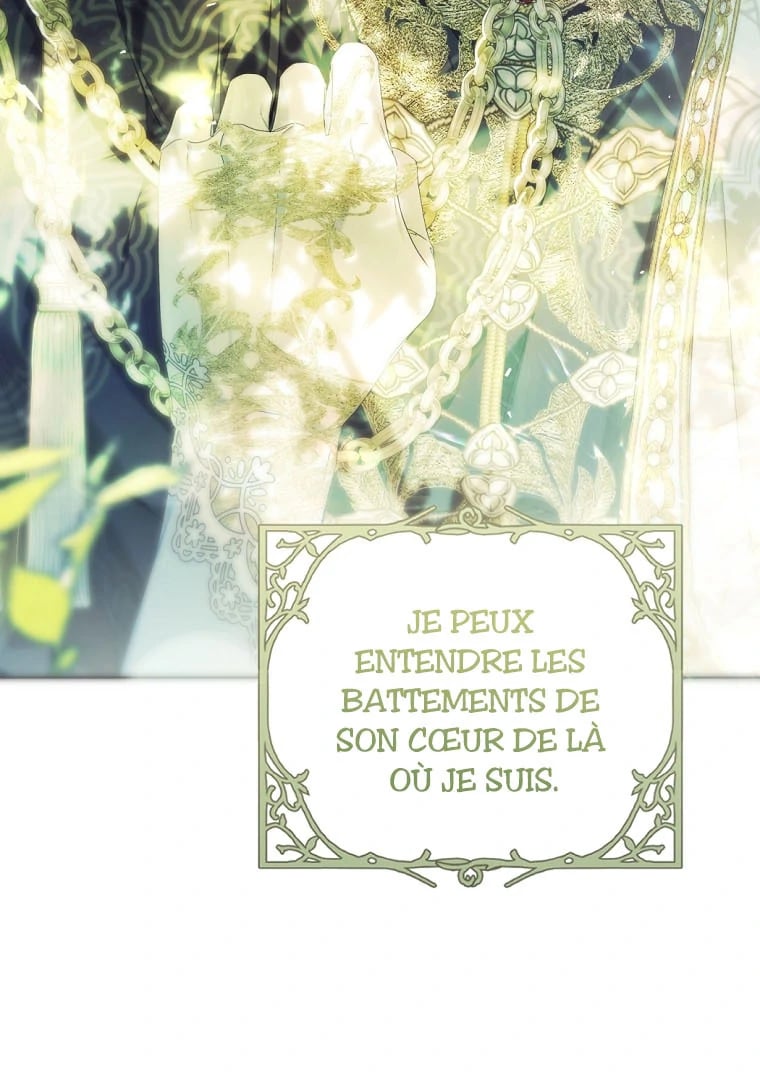 JE PEUX
ENTENDRE LES
BATTEMENTS DE
SON CŒUR DE LÀ
OÙ JE SUIS.